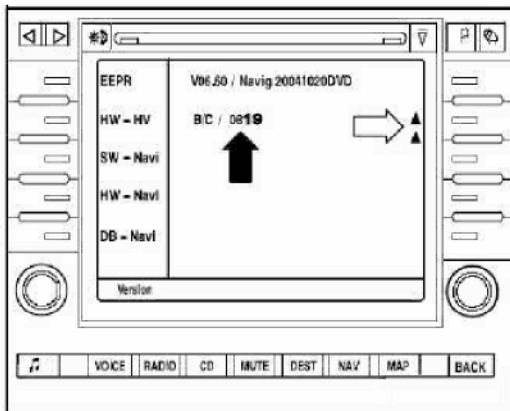 EEPR V06.60 / Navig 20041020DVD
HW - HV B/C / 0819
SW - Navi
HW - Navi
DB - Navi
Version
VOICE RADIO CD MUTE DEST NAV MAP BACK